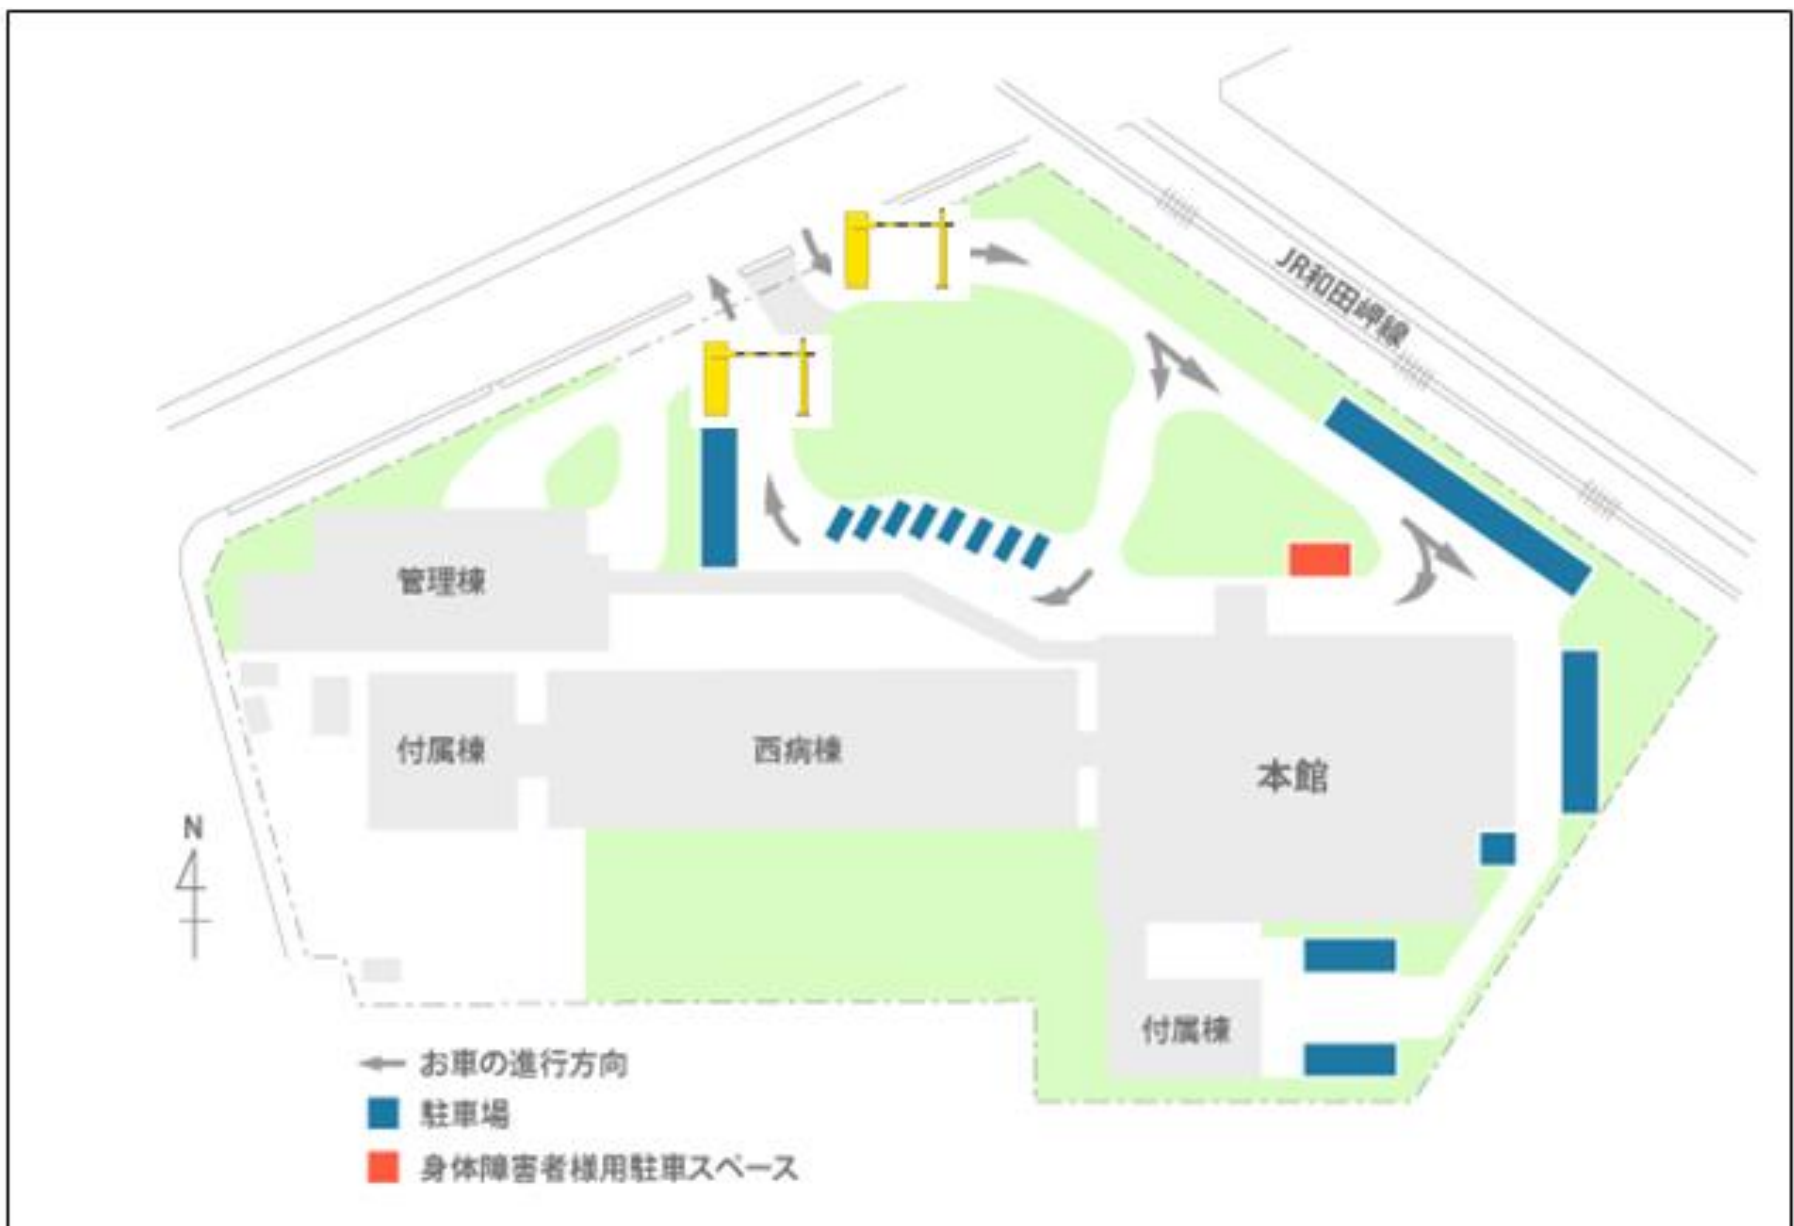 JR和田岬線
管理棟
付属棟
西病棟
本館
N
付属棟
お車の進行方向
駐車場
身体障害者様用駐車スペース